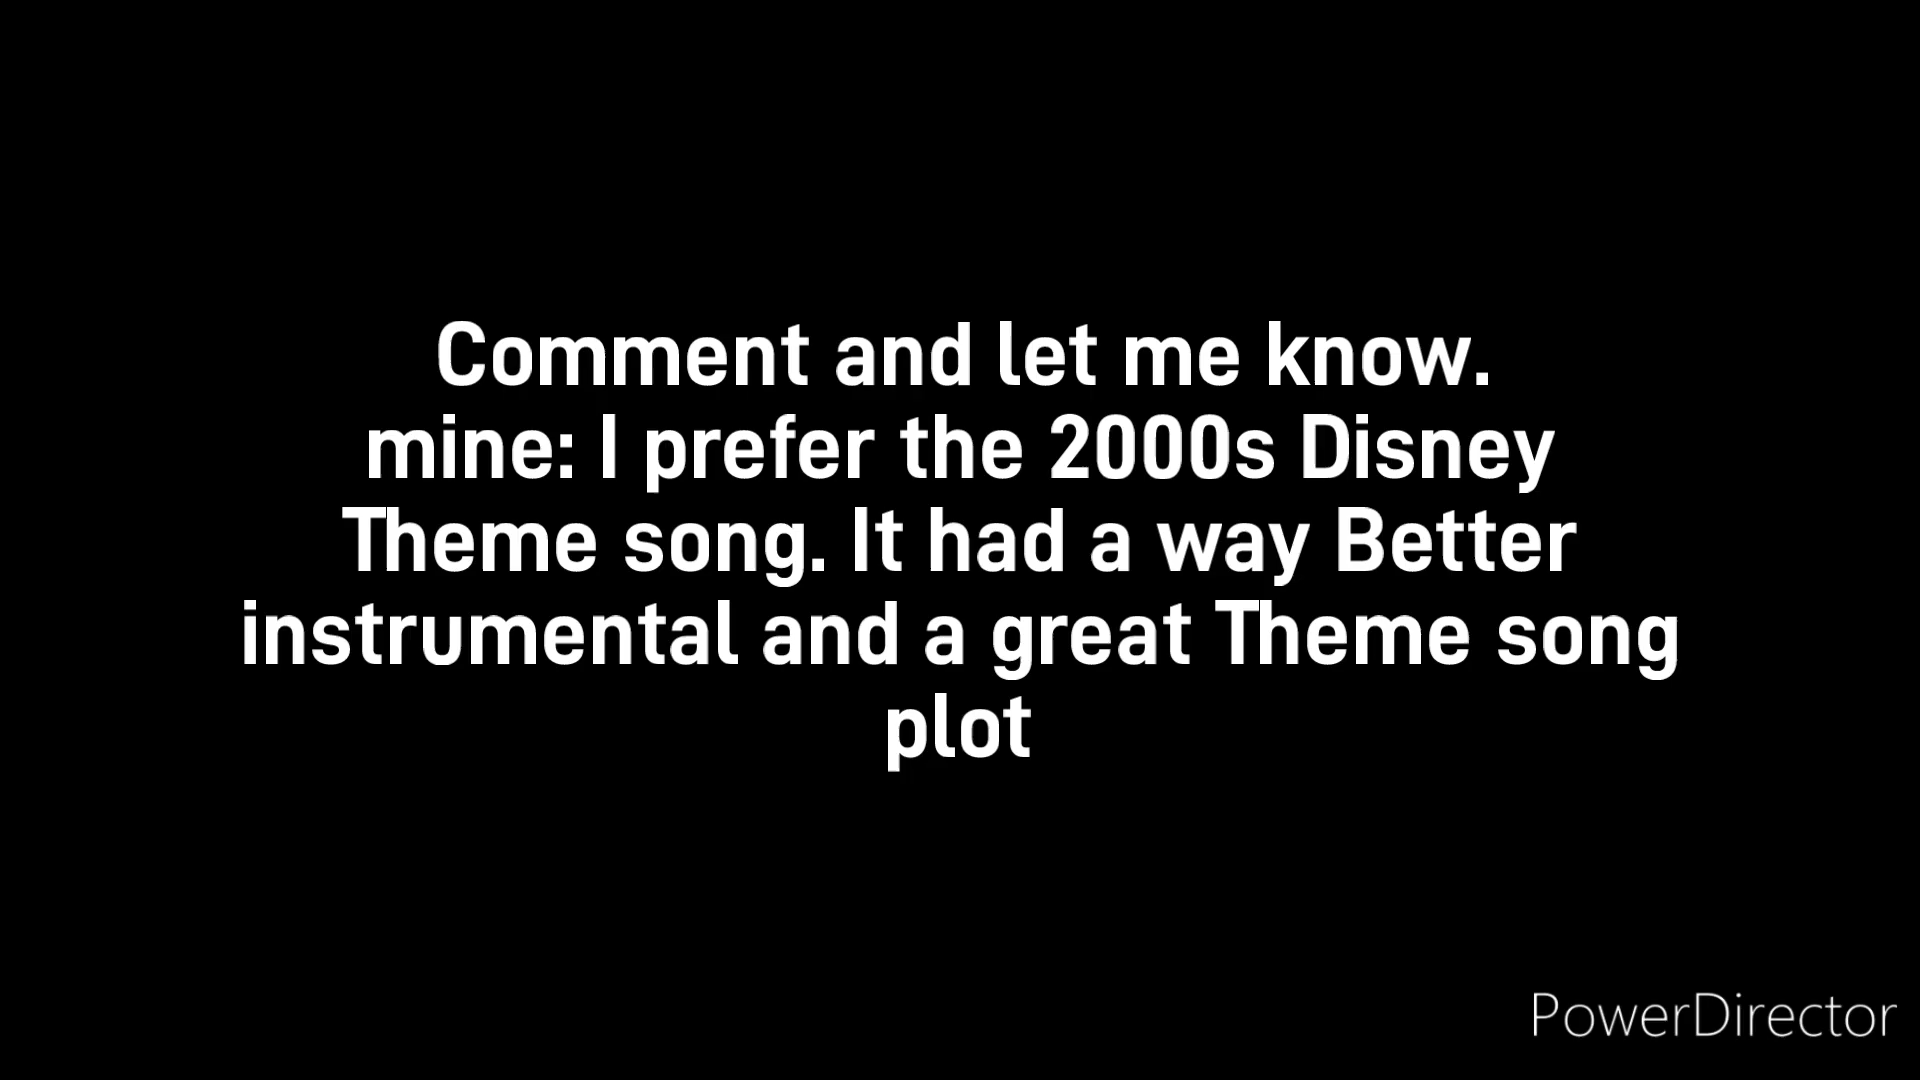 Comment and let me know.
mine: I prefer the 2000s Disney
Theme song. It had a way Better
instrumental and a great Theme song
plot
PowerDirector